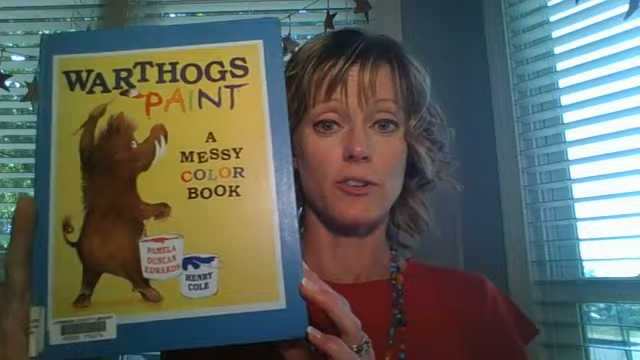 WARTHOGS
PAINT
A
MESSY
COLOR
BOOK
PAMELA
DUNCAN
EDWARDS
HENRY
COLE